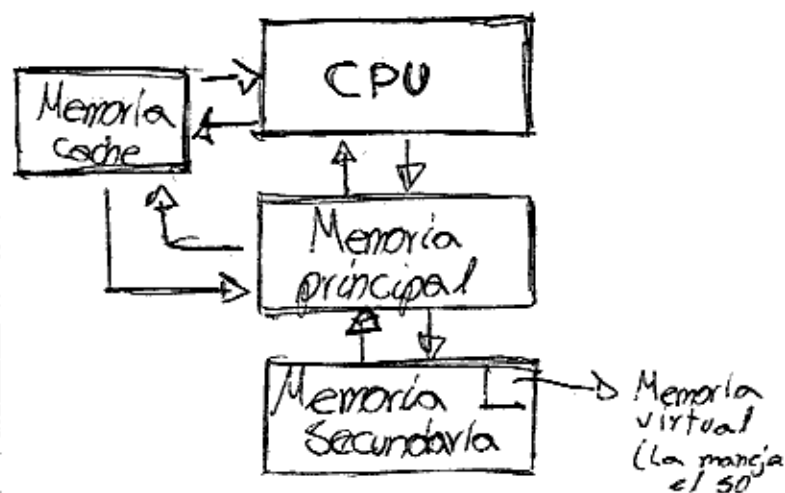 CPU
Memoria
cache
Memoria
principal
Memoria
Secundaria
Memoria
virtual
(La maneja
el SO